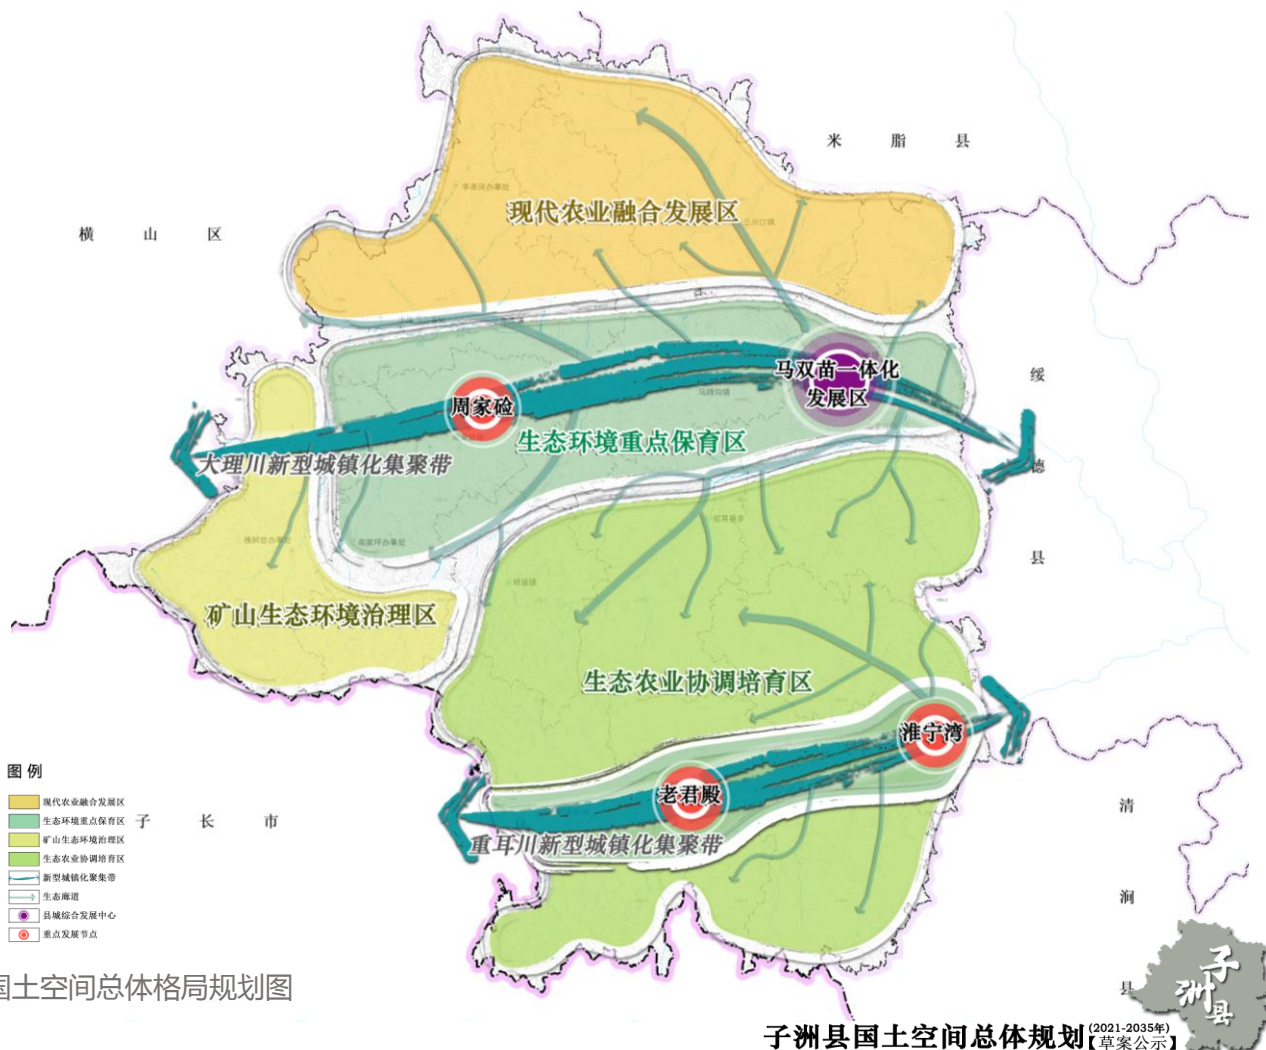 米 脂 县
横 山 区
现代农业融合发展区
马双苗一体化
发展区
周家硷
生态环境重点保育区
大理川新型城镇化集聚带
绥
德
县
矿山生态环境治理区
生态农业协调培育区
淮宁湾
老君殿
重耳川新型城镇化集聚带
子 长 市
清
涧
县
图 例
现代农业融合发展区
生态环境重点保育区
矿山生态环境治理区
生态农业协调培育区
新型城镇化聚集带
生态廊道
县城综合发展中心
重点发展节点
国土空间总体格局规划图
子洲县
子洲县国土空间总体规划
(2021-2035年)
【草案公示】